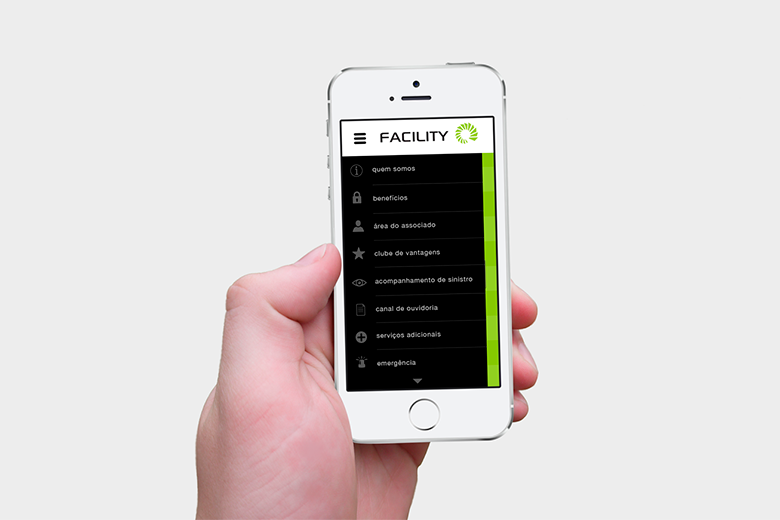 FACILITY
quem somos
benefícios
área do associado
clube de vantagens
acompanhamento de sinistro
canal de ouvidoria
serviços adicionais
emergência